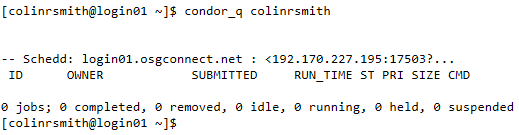 [colinrsmith@login01 ~]$ condor_q colinrsmith
-- Schedd: login01.osgconnect.net : <192.170.227.195:17503?...
ID OWNER SUBMITTED RUN_TIME ST PRI SIZE CMD
0 jobs; 0 completed, 0 removed, 0 idle, 0 running, 0 held, 0 suspended
[colinrsmith@login01 ~]$